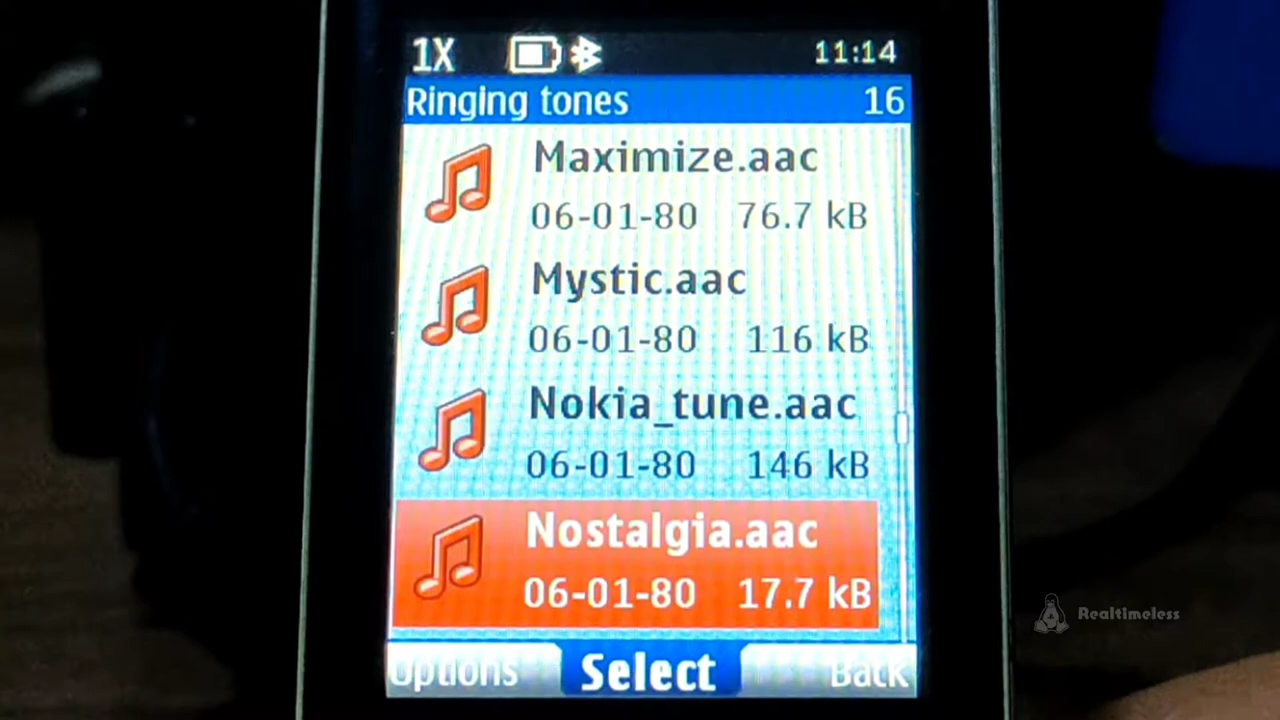 1X 11:14
Ringing tones 16
Maximize.aac
06-01-80 76.7 kB
Mystic.aac
06-01-80 116 kB
Nokia_tune.aac
06-01-80 146 kB
Nostalgia.aac
06-01-80 17.7 kB
Options Select Back
Realtimeless